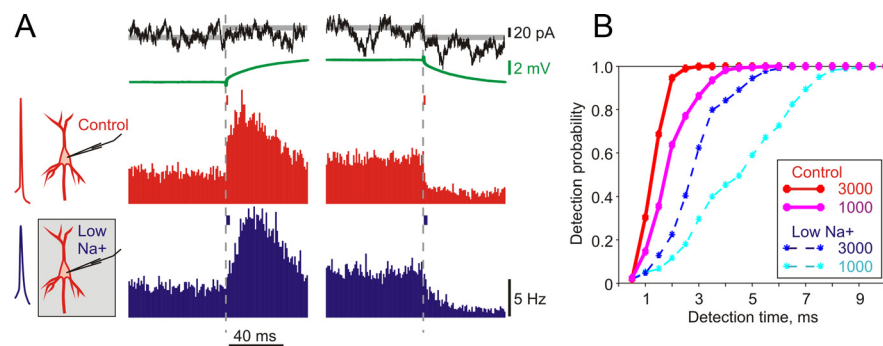 A
20 pA
2 mV
Control
Low
Na+
5 Hz
40 ms
B
Detection probability
1.0
0.8
0.6
0.4
0.2
0
1
3
5
7
9
Detection time, ms
Control
3000
1000
Low Na+
3000
1000